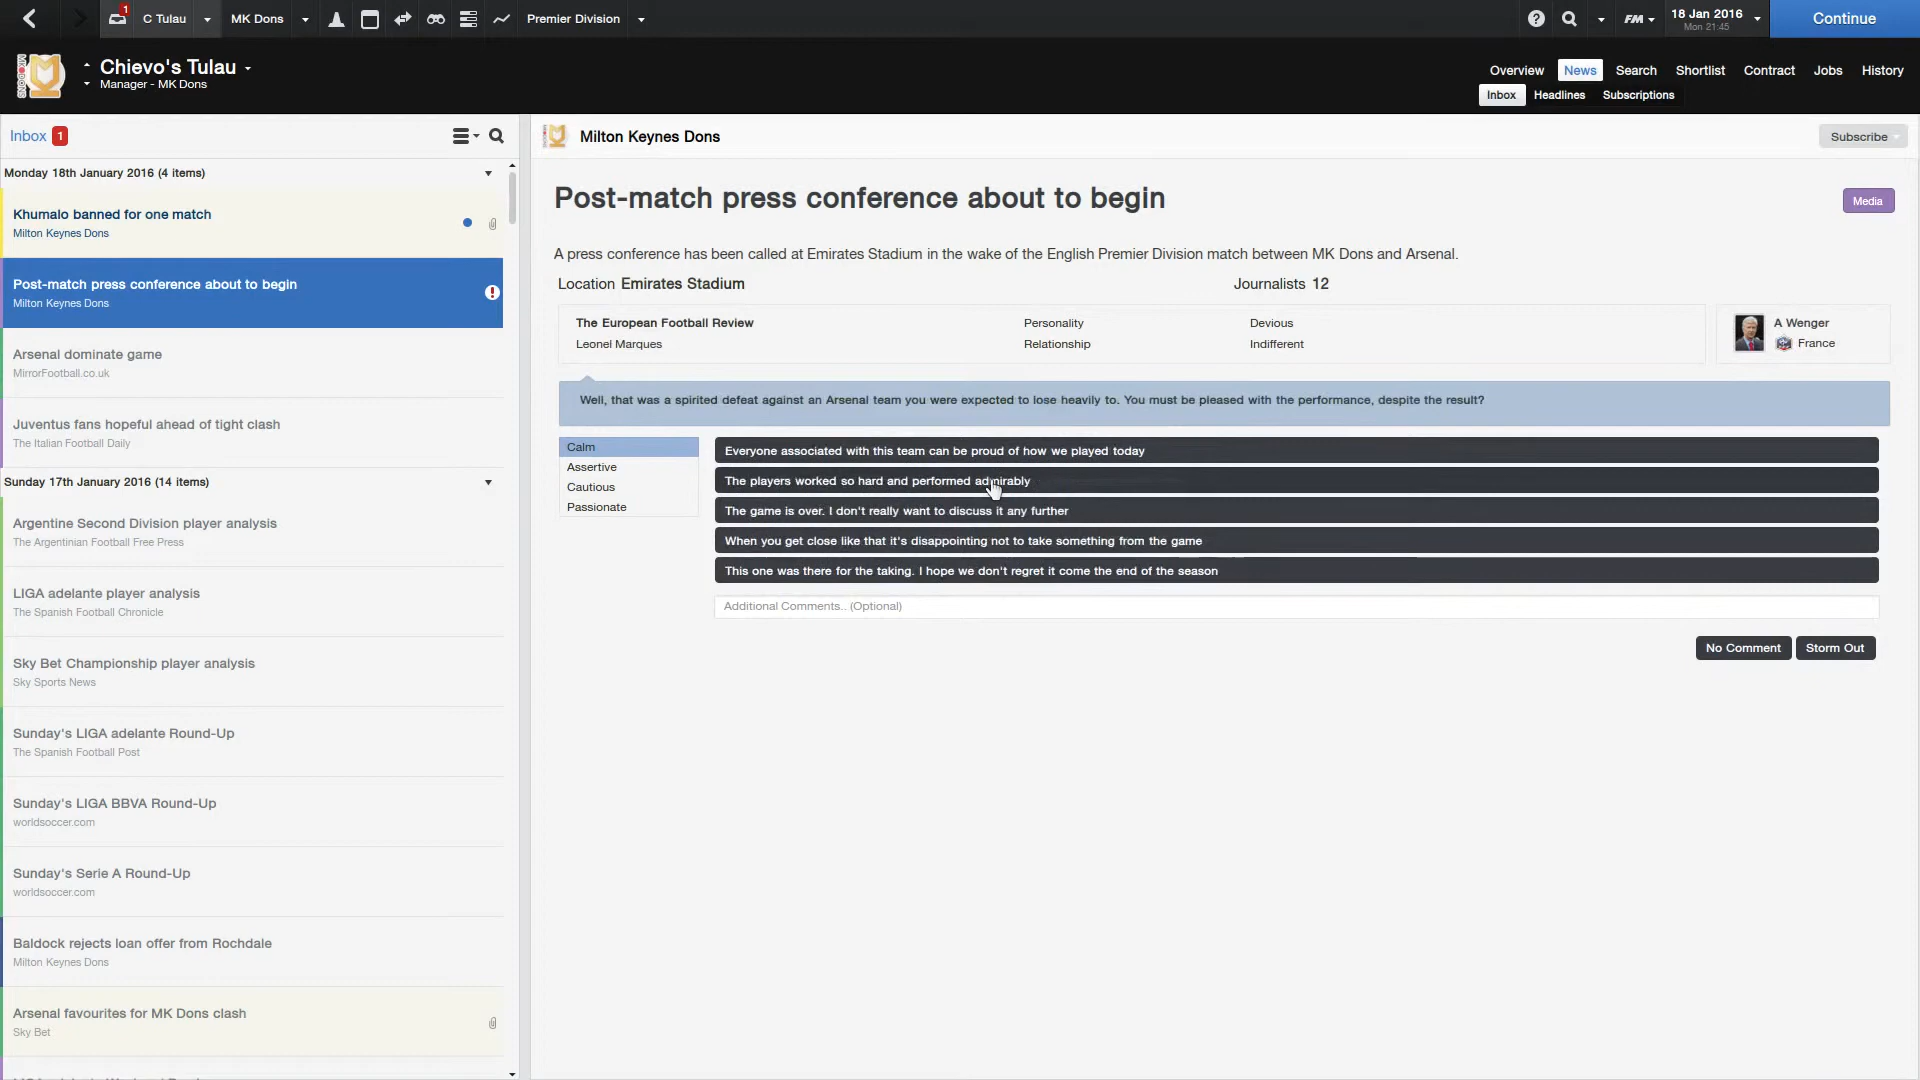 1
C Tulau
MK Dons
Premier Division
FM
18 Jan 2016
Mon 21:45
Continue
Chievo's Tulau
Manager - MK Dons
Overview
News
Search
Shortlist
Contract
Jobs
History
Inbox
Headlines
Subscriptions
Inbox 1
Monday 18th January 2016 (4 items)
Khumalo banned for one match
Milton Keynes Dons
Post-match press conference about to begin
Milton Keynes Dons
Arsenal dominate game
MirrorFootball.co.uk
Juventus fans hopeful ahead of tight clash
The Italian Football Daily
Sunday 17th January 2016 (14 items)
Argentine Second Division player analysis
The Argentinian Football Free Press
LIGA adelante player analysis
The Spanish Football Chronicle
Sky Bet Championship player analysis
Sky Sports News
Sunday's LIGA adelante Round-Up
The Spanish Football Post
Sunday's LIGA BBVA Round-Up
worldsoccer.com
Sunday's Serie A Round-Up
worldsoccer.com
Baldock rejects loan offer from Rochdale
Milton Keynes Dons
Arsenal favourites for MK Dons clash
Sky Bet
Milton Keynes Dons
Subscribe
Post-match press conference about to begin
Media
A press conference has been called at Emirates Stadium in the wake of the English Premier Division match between MK Dons and Arsenal.
Location Emirates Stadium
Journalists 12
The European Football Review
Personality
Devious
Leonel Marques
Relationship
Indifferent
A Wenger
France
Well, that was a spirited defeat against an Arsenal team you were expected to lose heavily to. You must be pleased with the performance, despite the result?
Calm
Assertive
Cautious
Passionate
Everyone associated with this team can be proud of how we played today
The players worked so hard and performed admirably
The game is over. I don't really want to discuss it any further
When you get close like that it's disappointing not to take something from the game
This one was there for the taking. I hope we don't regret it come the end of the season
Additional Comments.. (Optional)
No Comment
Storm Out